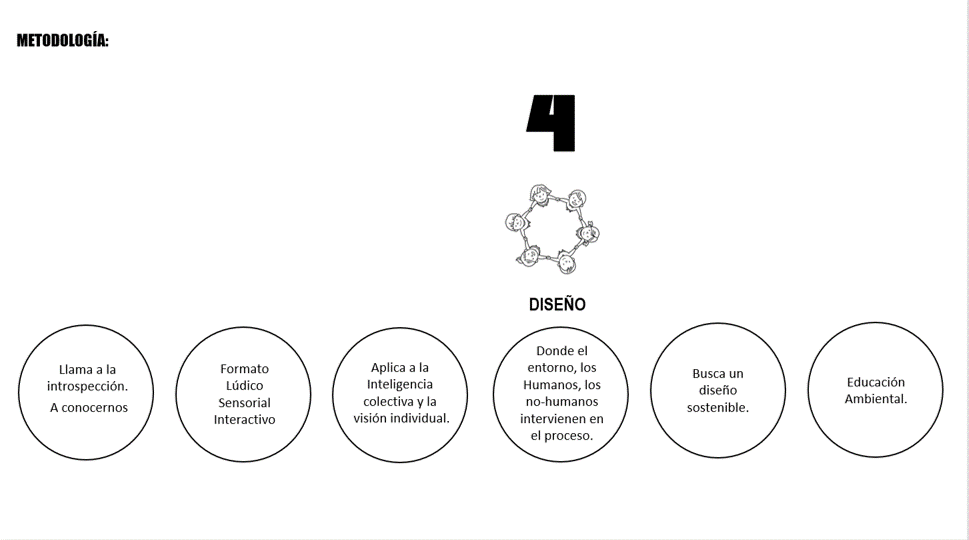 METODOLOGÍA:
4
DISEÑO
Llama a la
introspección.
A conocernos
Formato
Lúdico
Sensorial
Interactivo
Aplica a la
Inteligencia
colectiva y la
visión individual.
Donde el
entorno, los
Humanos, los
no-humanos
intervienen en
el proceso.
Busca un
diseño
sostenible.
Educación
Ambiental.